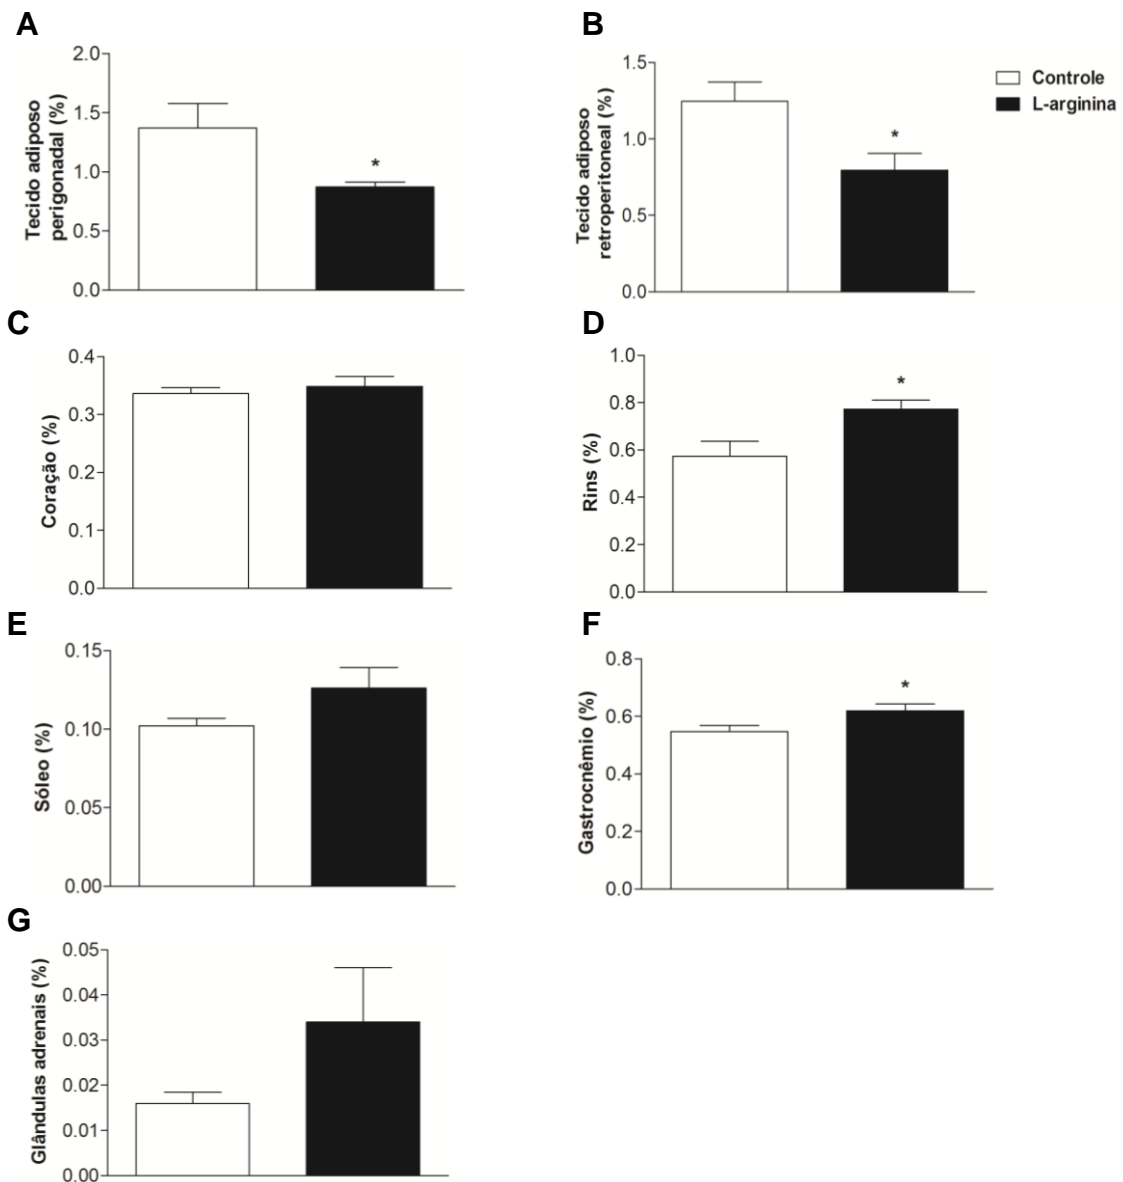 A
Tecido adiposo
perigonadal (%)
2.0
1.5
1.0
0.5
0.0
*
B
Tecido adiposo
retroperitoneal (%)
1.5
1.0
0.5
0.0
*
Controle
L-arginina
C
Coração (%)
0.4
0.3
0.2
0.1
0.0
D
Rins (%)
1.0
0.8
0.6
0.4
0.2
0.0
*
E
Sóleo (%)
0.15
0.10
0.05
0.00
F
Gastrocnêmio (%)
0.8
0.6
0.4
0.2
0.0
*
G
Glândulas adrenais (%)
0.05
0.04
0.03
0.02
0.01
0.00